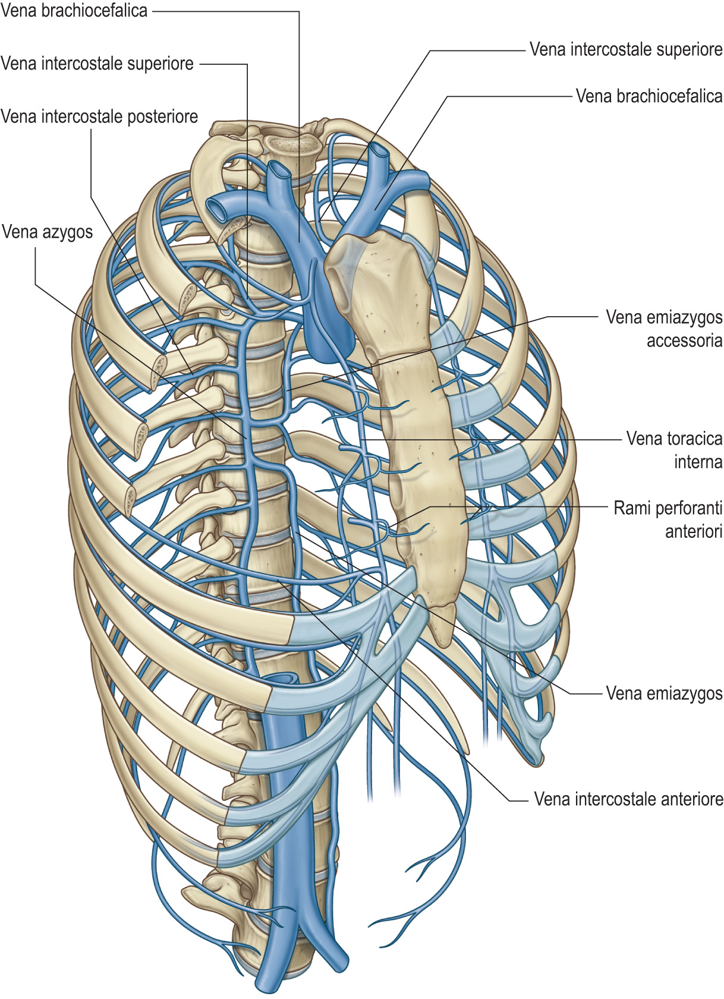 Vena brachiocefalica
Vena intercostale superiore
Vena intercostale posteriore
Vena azygos
Vena intercostale superiore
Vena brachiocefalica
Vena emiazygos
accessoria
Vena toracica
interna
Rami perforanti
anteriori
Vena emiazygos
Vena intercostale anteriore